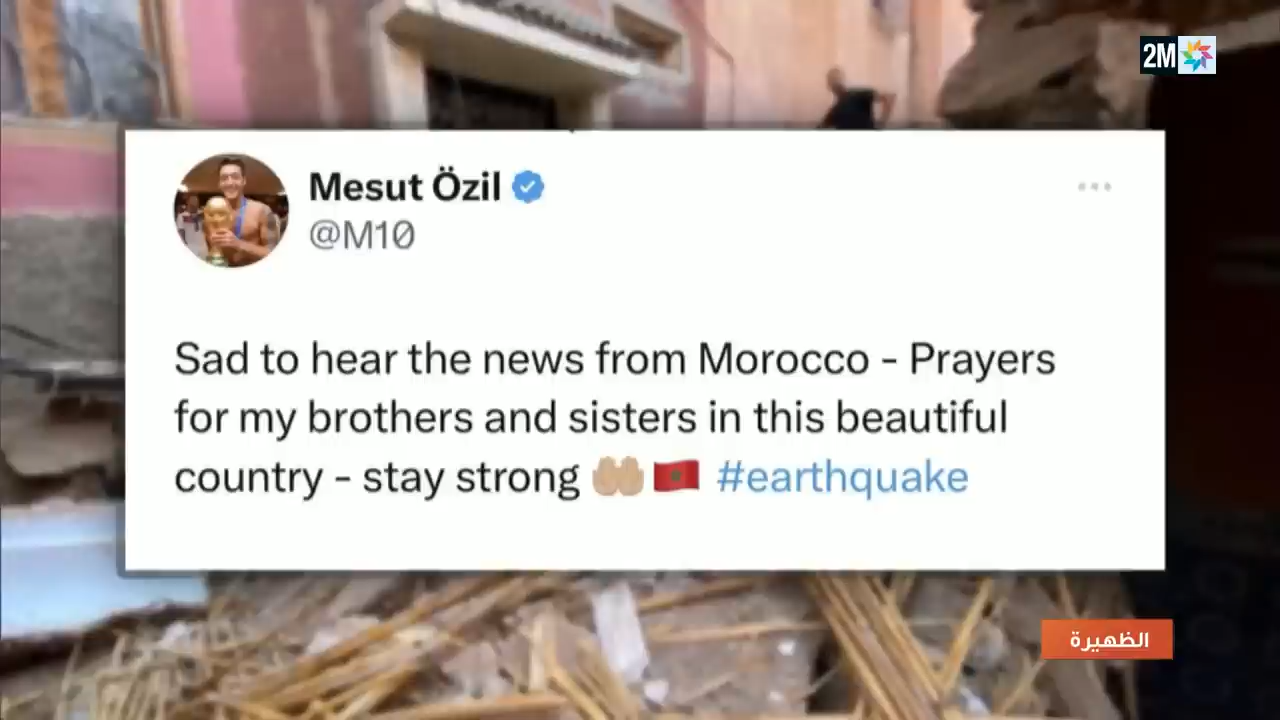 2M
Mesut Özil
@M10
Sad to hear the news from Morocco - Prayers
for my brothers and sisters in this beautiful
country - stay strong 🤲🏼🇲🇦 #earthquake
الظهيرة